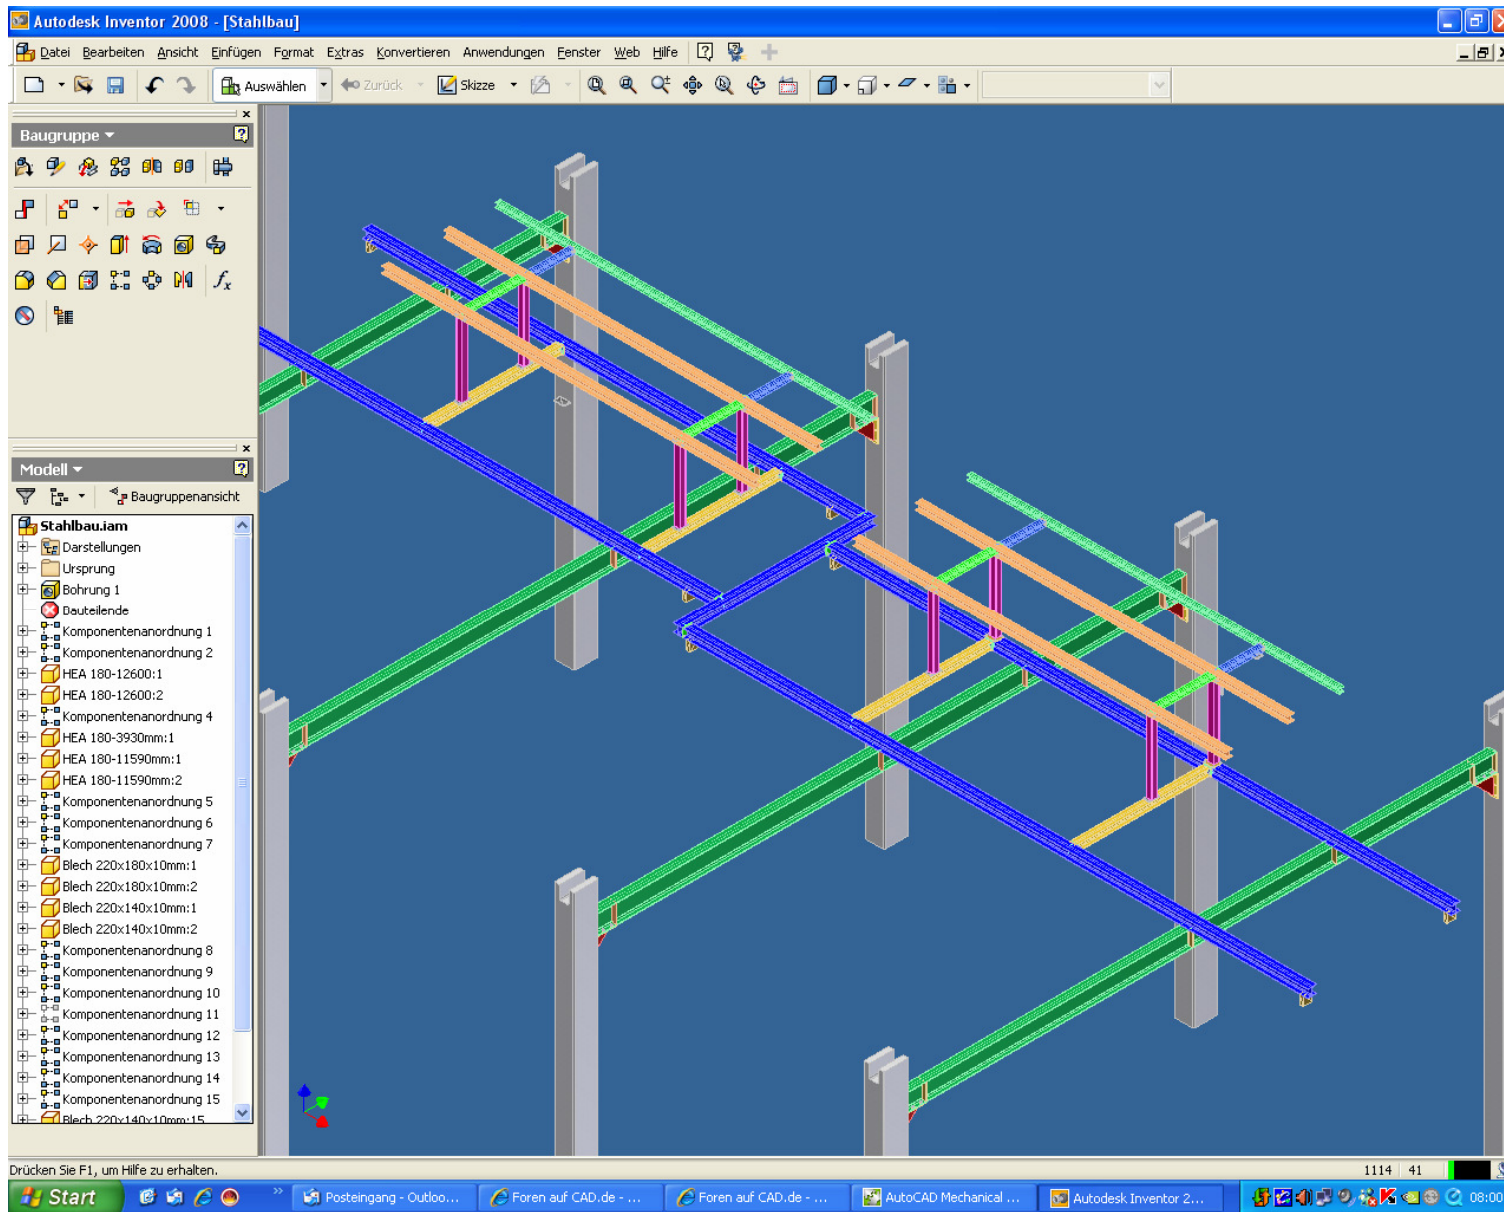 Autodesk Inventor 2008 - [Stahlbau]
Datei Bearbeiten Ansicht Einfügen Format Extras Konvertieren Anwendungen Fenster Web Hilfe
Auswählen Zurück Skizze
Baugruppe
fx
Modell
Baugruppenansicht
Stahlbau.iam
Darstellungen
Ursprung
Bohrung 1
Bauteilende
Komponentenanordnung 1
Komponentenanordnung 2
HEA 180-12600:1
HEA 180-12600:2
Komponentenanordnung 4
HEA 180-3930mm:1
HEA 180-11590mm:1
HEA 180-11590mm:2
Komponentenanordnung 5
Komponentenanordnung 6
Komponentenanordnung 7
Blech 220x180x10mm:1
Blech 220x180x10mm:2
Blech 220x140x10mm:1
Blech 220x140x10mm:2
Komponentenanordnung 8
Komponentenanordnung 9
Komponentenanordnung 10
Komponentenanordnung 11
Komponentenanordnung 12
Komponentenanordnung 13
Komponentenanordnung 14
Komponentenanordnung 15
Blech 220x140x10mm:15
Drücken Sie F1, um Hilfe zu erhalten.
1114 41
Start Posteingang - Outloo... Foren auf CAD.de - ... Foren auf CAD.de - ... AutoCAD Mechanical ... Autodesk Inventor 2... 08:00